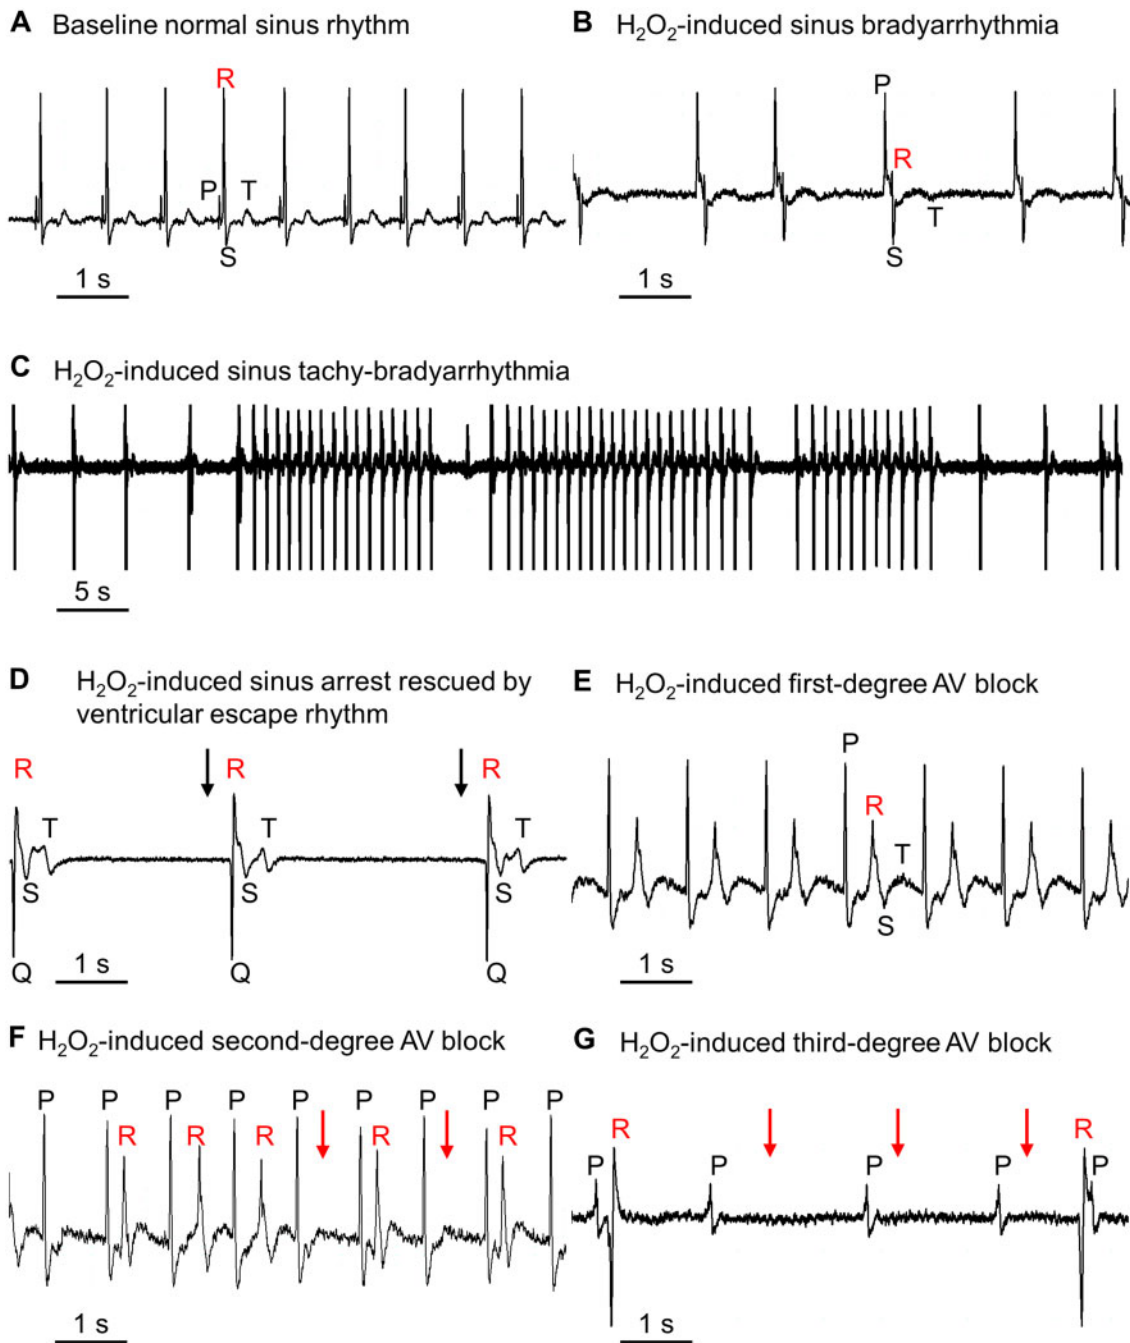 A Baseline normal sinus rhythm
R
P T
S
1 s
B H₂O₂-induced sinus bradyarrhythmia
P
R
T
S
1 s
C H₂O₂-induced sinus tachy-bradyarrhythmia
5 s
D H₂O₂-induced sinus arrest rescued by
ventricular escape rhythm
R R R
T T T
S S S
Q Q Q
1 s
E H₂O₂-induced first-degree AV block
P
R
T
S
1 s
F H₂O₂-induced second-degree AV block
P P P P P P P P P
R R R R R
1 s
G H₂O₂-induced third-degree AV block
R R
P P P P P
1 s